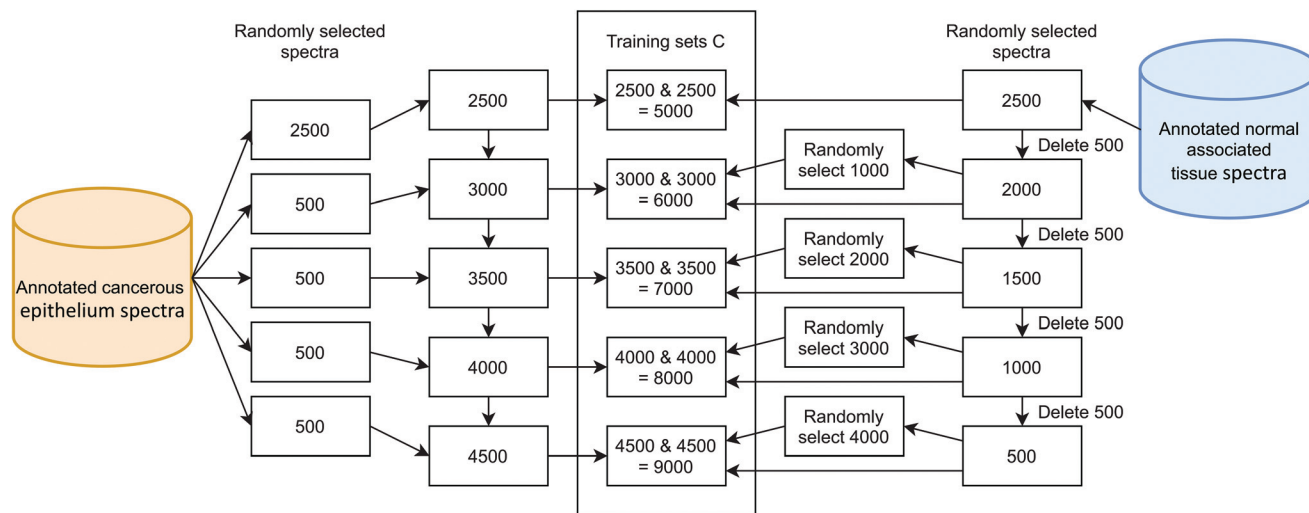 Randomly selected
spectra
Training sets C
Randomly selected
spectra
2500
2500
2500 & 2500
= 5000
2500
Delete 500
500
3000
3000 & 3000
= 6000
Randomly
select 1000
2000
Delete 500
500
3500
3500 & 3500
= 7000
Randomly
select 2000
1500
Delete 500
500
4000
4000 & 4000
= 8000
Randomly
select 3000
1000
Delete 500
500
4500
4500 & 4500
= 9000
Randomly
select 4000
500
Annotated cancerous
epithelium spectra
Annotated normal
associated
tissue spectra